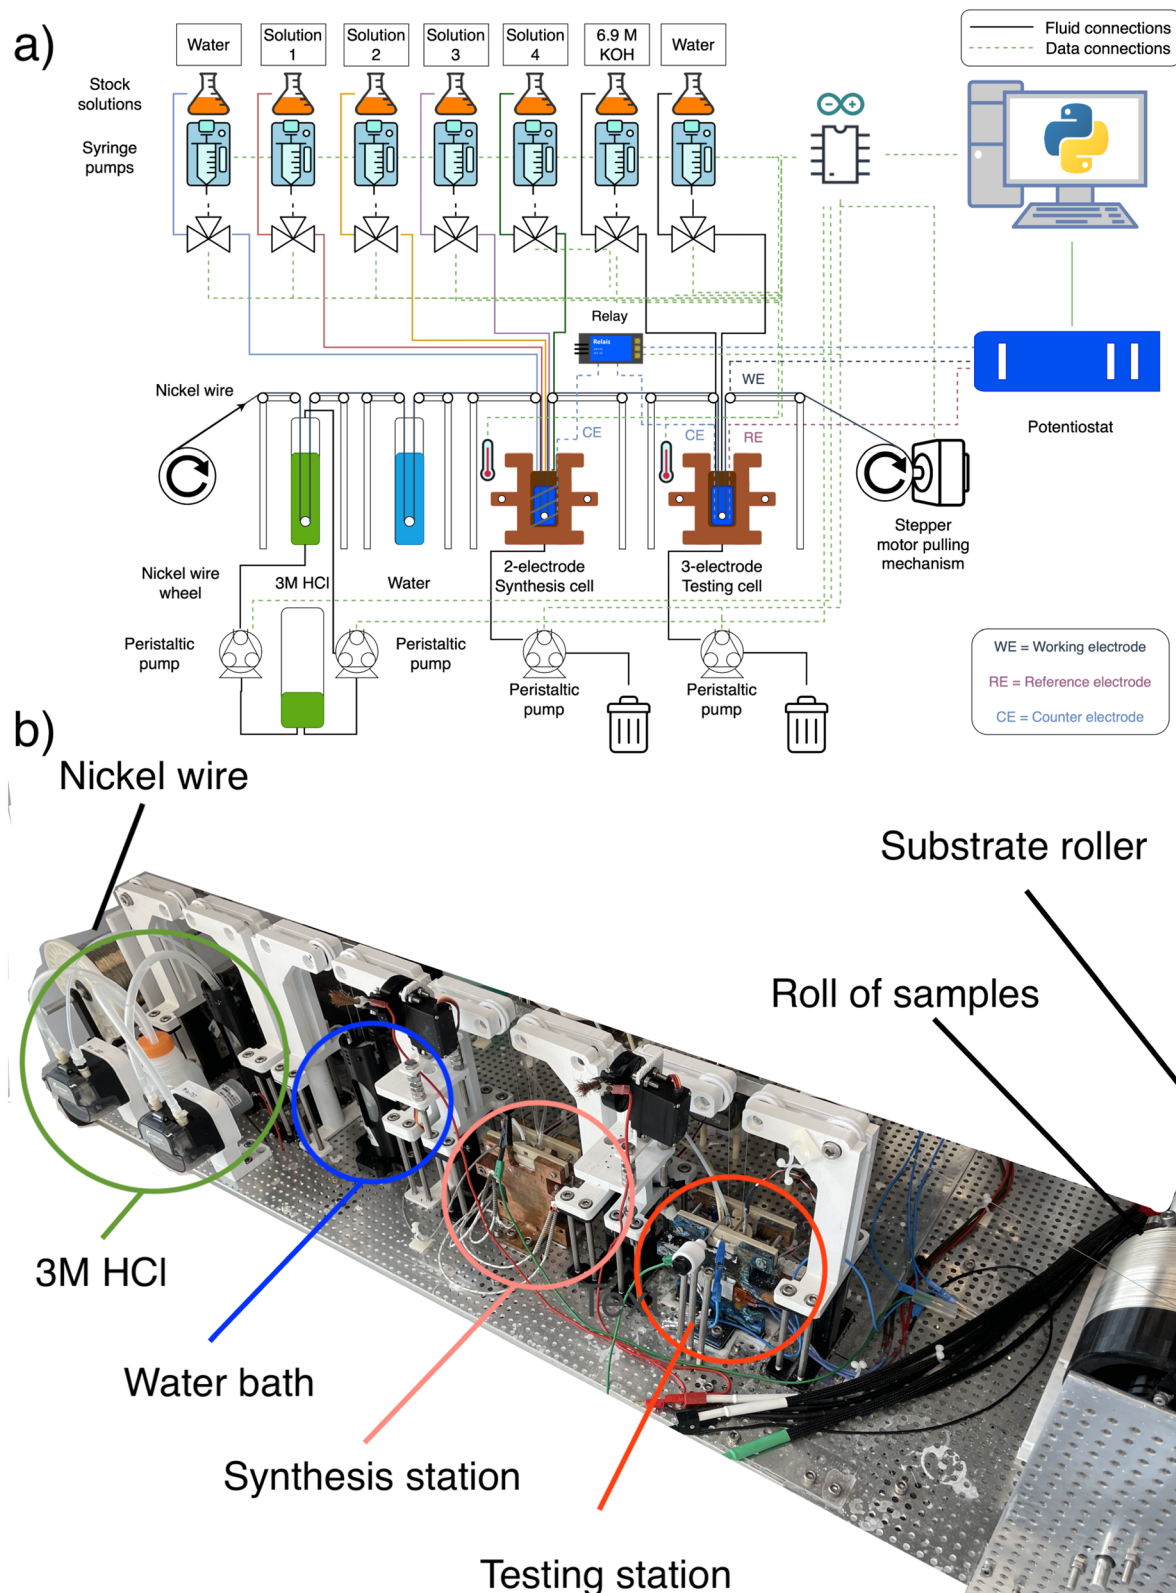 a)
Water
Solution
1
Solution
2
Solution
3
Solution
4
6.9 M
KOH
Water
Fluid connections
Data connections
Stock
solutions
Syringe
pumps
Relay
Relais
Nickel wire
WE
CE
CE
RE
Potentiostat
Stepper
motor pulling
mechanism
Nickel wire
wheel
3M HCl
Water
2-electrode
Synthesis cell
3-electrode
Testing cell
Peristaltic
pump
Peristaltic
pump
Peristaltic
pump
Peristaltic
pump
WE = Working electrode
RE = Reference electrode
CE = Counter electrode
b)
Nickel wire
Substrate roller
Roll of samples
3M HCl
Tex
Water bath
Synthesis station
Testing station